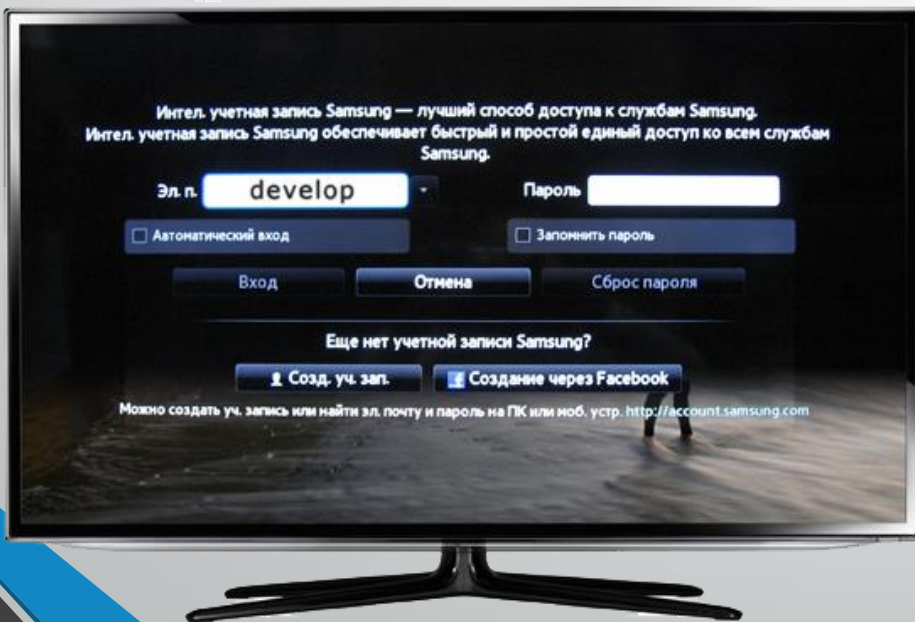 Интел. учетная запись Samsung — лучший способ доступа к службам Samsung.
Интел. учетная запись Samsung обеспечивает быстрый и простой единый доступ ко всем службам
Samsung.
Эл. п. develop Пароль
Автоматический вход Запомнить пароль
Вход Отмена Сброс пароля
Еще нет учетной записи Samsung?
Созд. уч. зап. f Создание через Facebook
Можно создать уч. запись или найти эл. почту и пароль на ПК или моб. устр. http://account.samsung.com